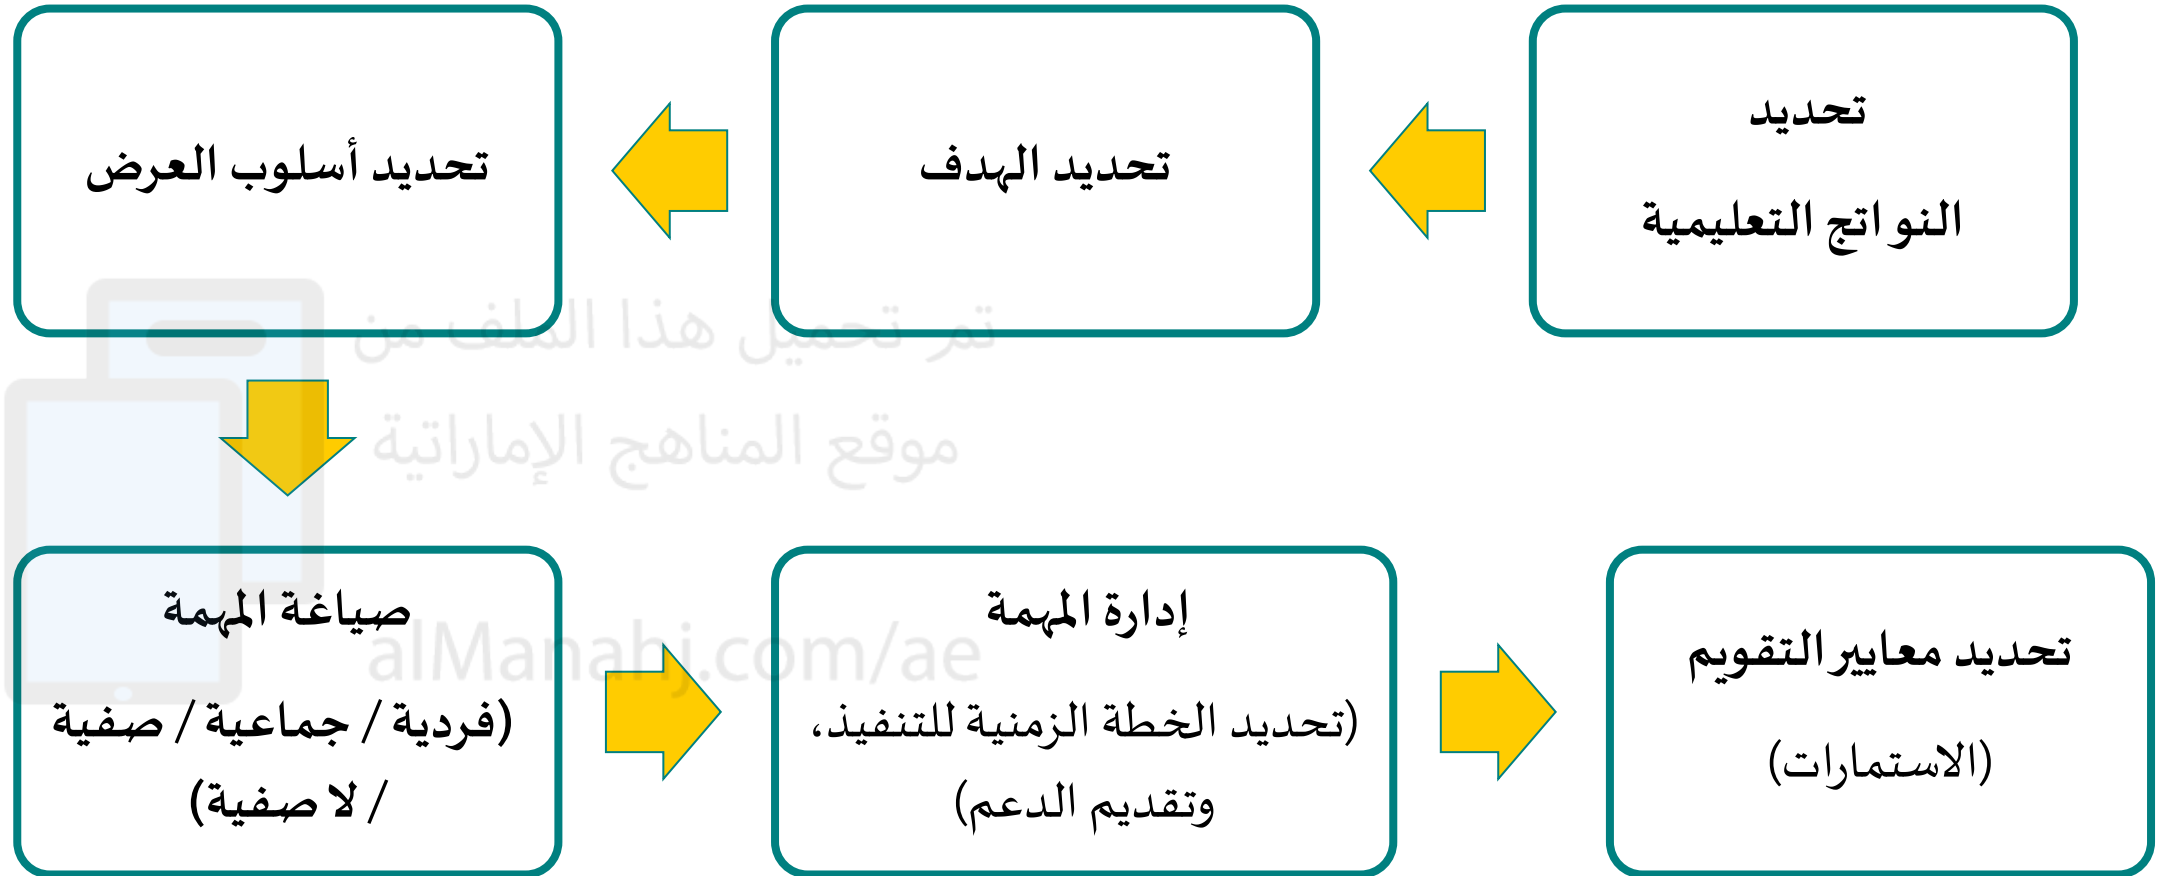 تحديد
النواتج التعليمية
تحديد الهدف
تحديد أسلوب العرض
تم تحميل هذا الملف من
موقع المناهج الإماراتية
alManahj.com/ae
صياغة المهمة
(فردية / جماعية / صفية
/ لا صفية)
إدارة المهمة
(تحديد الخطة الزمنية للتنفيذ،
وتقديم الدعم)
تحديد معايير التقويم
(الاستمارات)